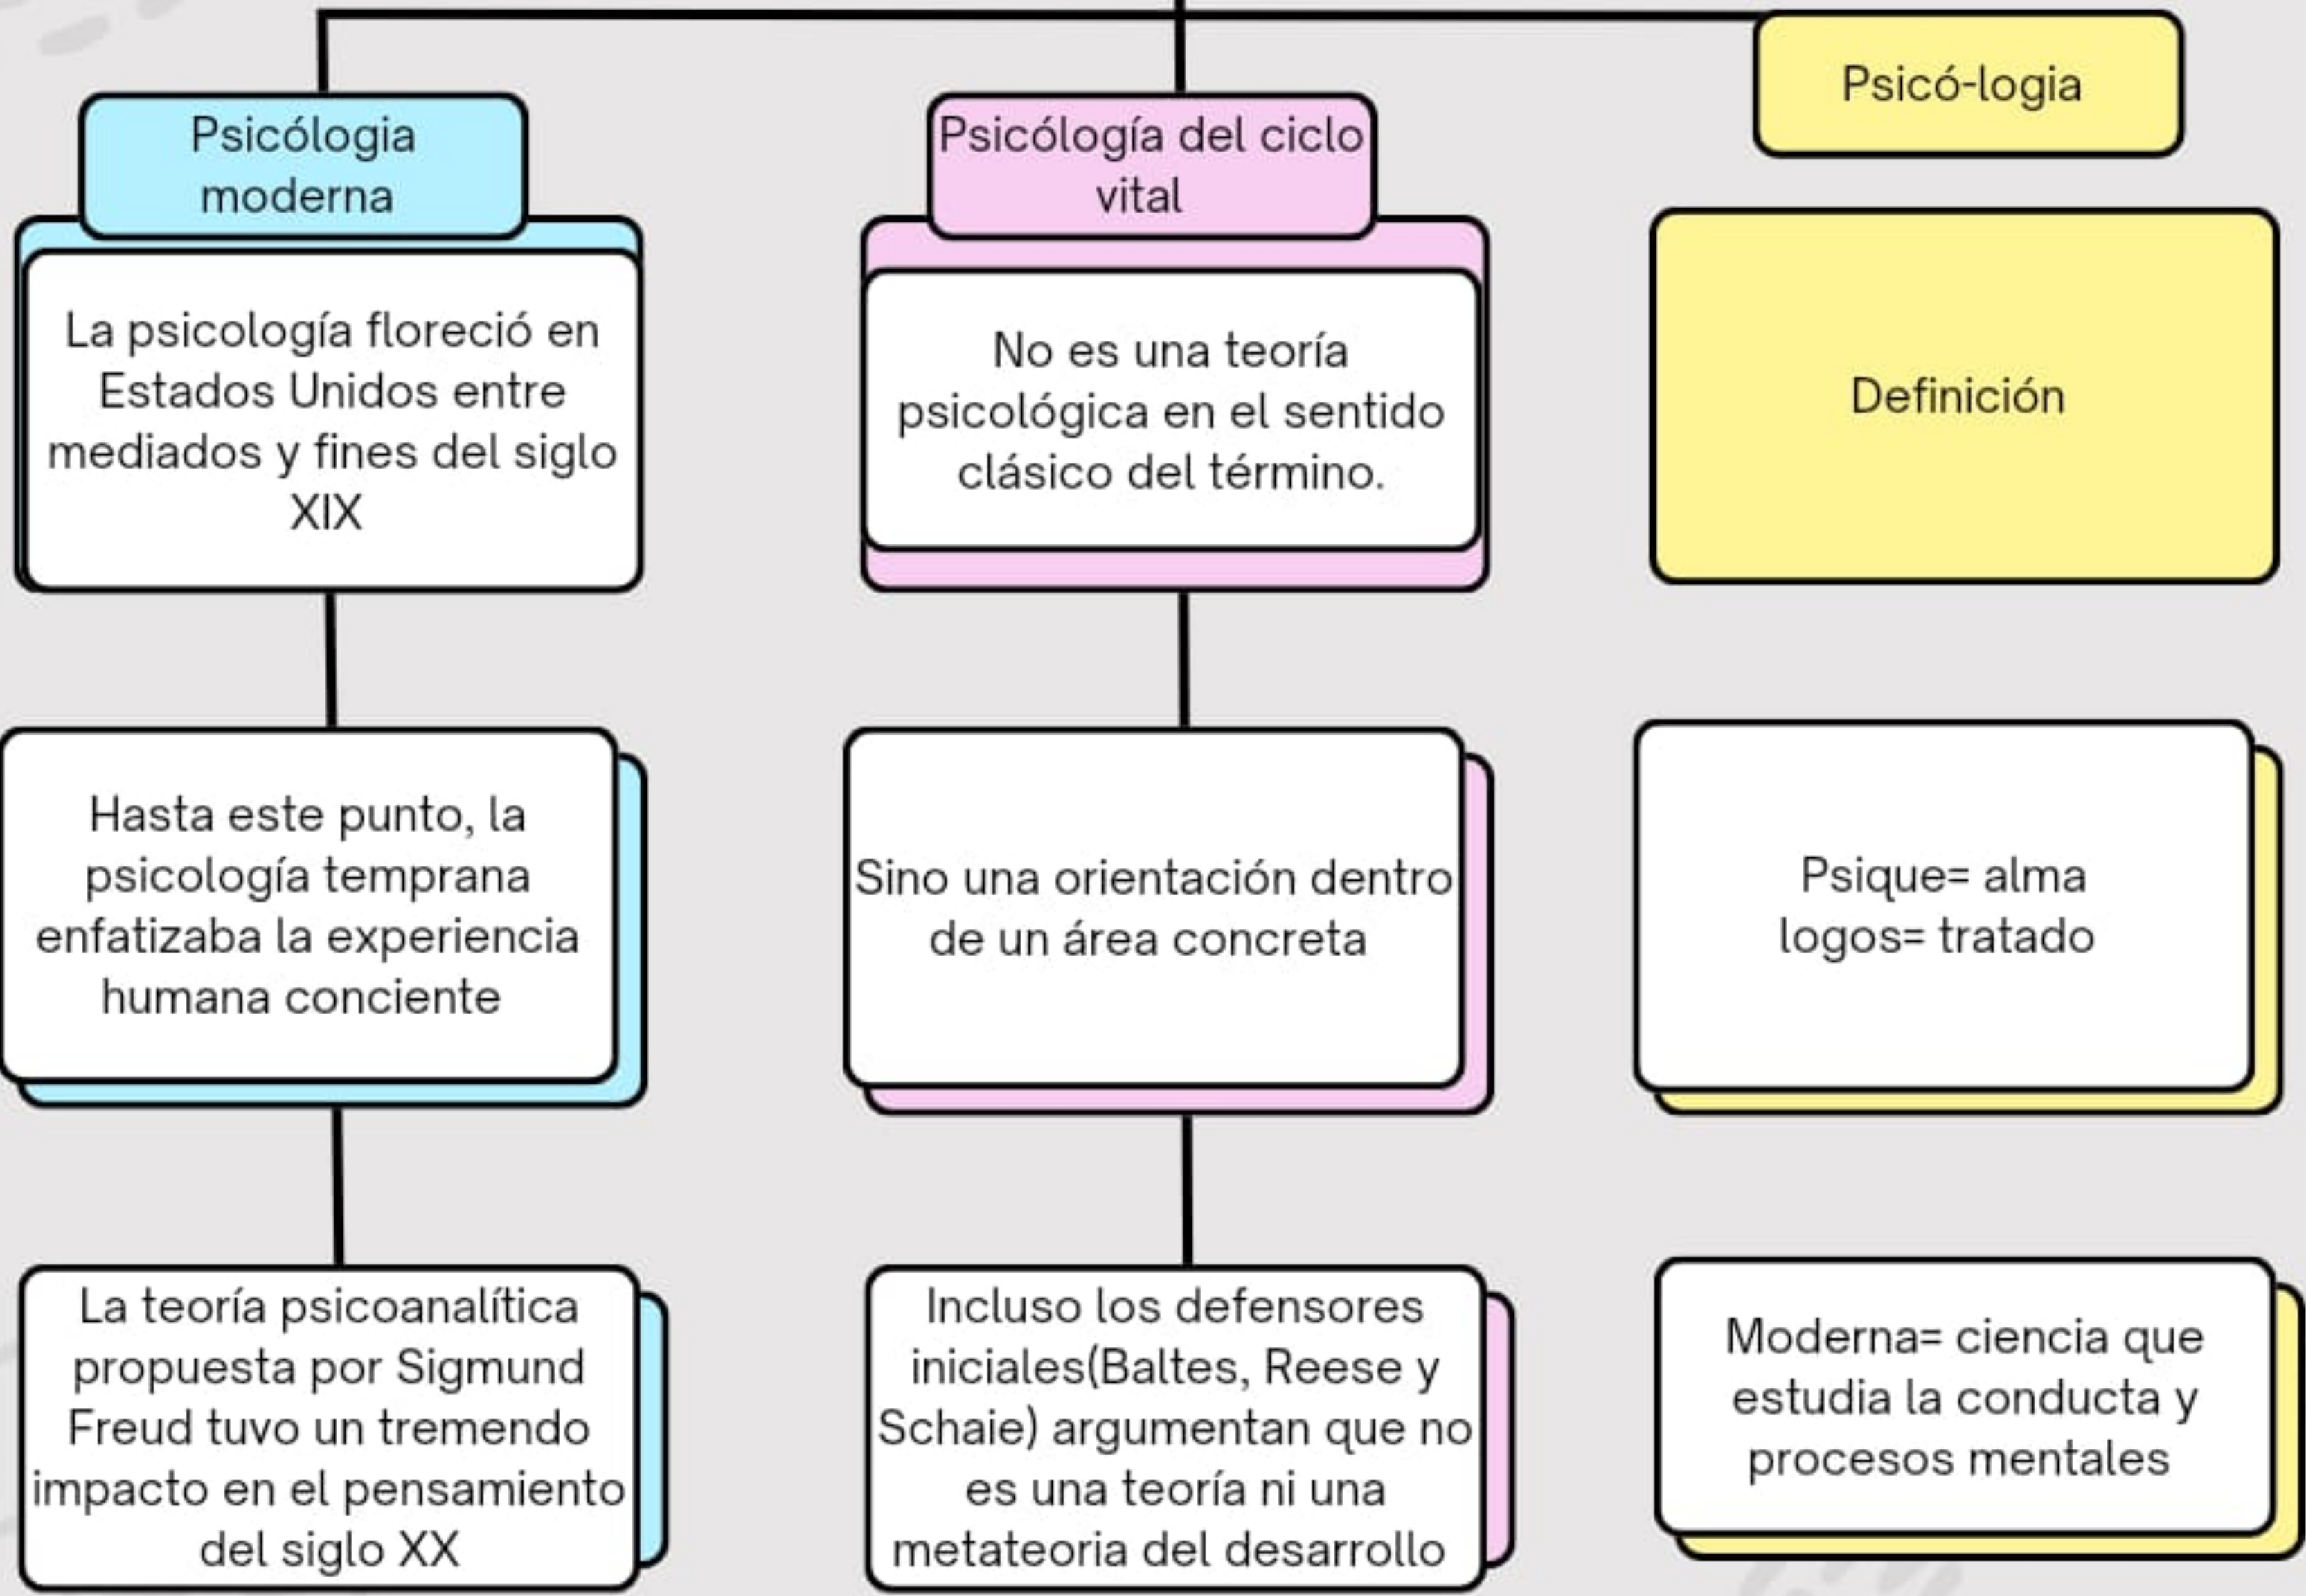 Psicólogia
moderna
La psicología floreció en
Estados Unidos entre
mediados y fines del siglo
XIX
Hasta este punto, la
psicología temprana
enfatizaba la experiencia
humana conciente
La teoría psicoanalítica
propuesta por Sigmund
Freud tuvo un tremendo
impacto en el pensamiento
del siglo XX
Psicólogía del ciclo
vital
No es una teoría
psicológica en el sentido
clásico del término.
Sino una orientación dentro
de un área concreta
Incluso los defensores
iniciales(Baltes, Reese y
Schaie) argumentan que no
es una teoría ni una
metateoria del desarrollo
Psicó-logia
Definición
Psique= alma
logos= tratado
Moderna= ciencia que
estudia la conducta y
procesos mentales